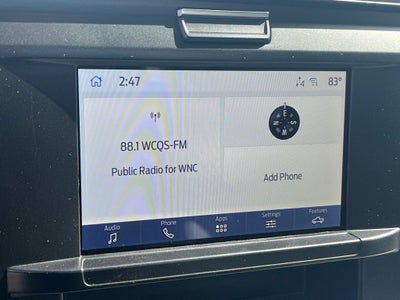 2:47
83°
88.1 WCQS-FM
Public Radio for WNC
E
N
S
W
Add Phone
Audio
Phone
Apps
Settings
Features